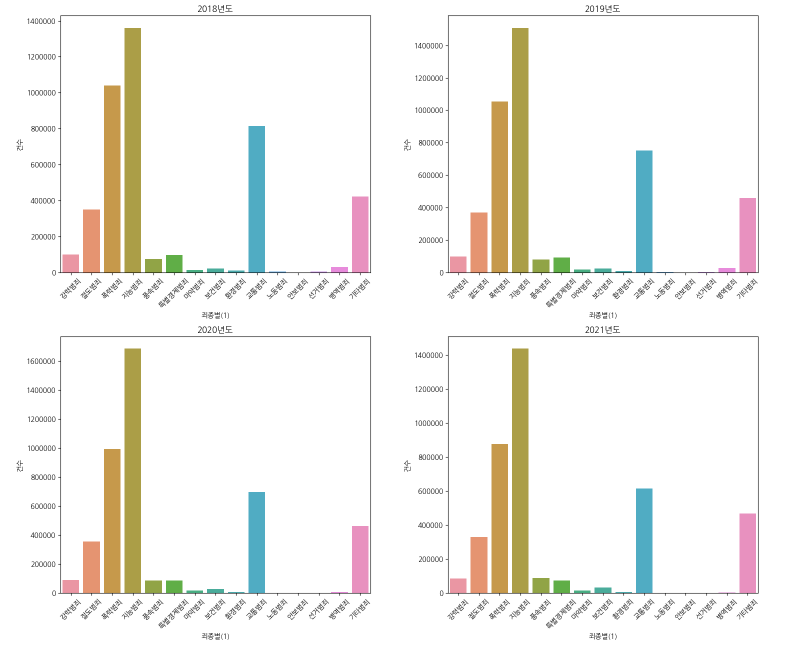 2018년도
건수
1400000
1200000
1000000
800000
600000
400000
200000
0
강력범죄 절도범죄 폭력범죄 지능범죄 풍속범죄 특별경제범죄 마약범죄 보건범죄 환경범죄 교통범죄 노동범죄 안보범죄 선거범죄 병역범죄 기타범죄
죄종별(1)
2019년도
건수
1400000
1200000
1000000
800000
600000
400000
200000
0
강력범죄 절도범죄 폭력범죄 지능범죄 풍속범죄 특별경제범죄 마약범죄 보건범죄 환경범죄 교통범죄 노동범죄 안보범죄 선거범죄 병역범죄 기타범죄
죄종별(1)
2020년도
건수
1600000
1400000
1200000
1000000
800000
600000
400000
200000
0
강력범죄 절도범죄 폭력범죄 지능범죄 풍속범죄 특별경제범죄 마약범죄 보건범죄 환경범죄 교통범죄 노동범죄 안보범죄 선거범죄 병역범죄 기타범죄
죄종별(1)
2021년도
건수
1400000
1200000
1000000
800000
600000
400000
200000
0
강력범죄 절도범죄 폭력범죄 지능범죄 풍속범죄 특별경제범죄 마약범죄 보건범죄 환경범죄 교통범죄 노동범죄 안보범죄 선거범죄 병역범죄 기타범죄
죄종별(1)